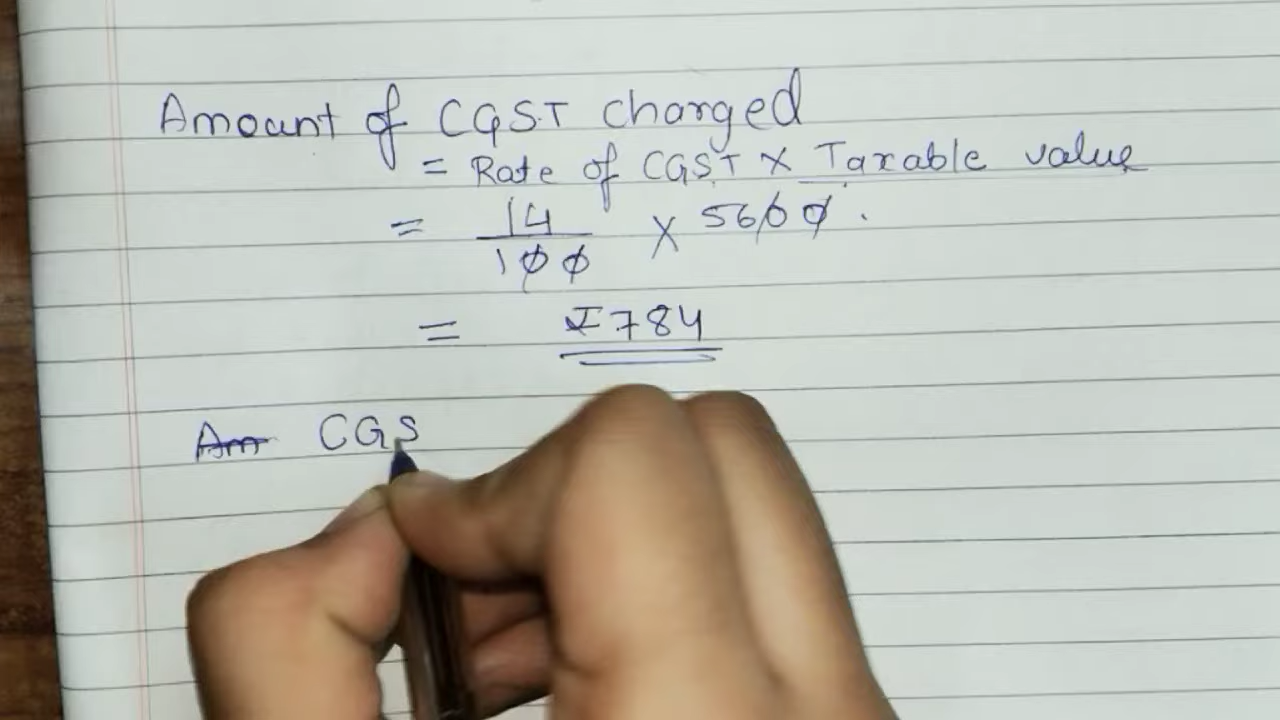 Amount of CGST charged
= Rate of CGST × Taxable value
= 14/100 × 5600.
= ₹784
Am CGS